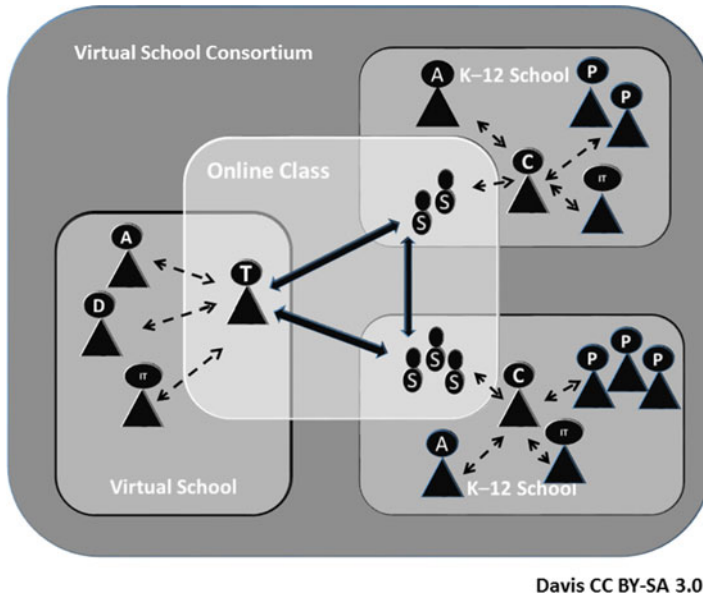 Virtual School Consortium
A
K–12 School
P
P
C
IT
Online Class
S
S
A
T
D
IT
Virtual School
S
S
S
C
P
P
P
A
IT
K–12 School
Davis CC BY-SA 3.0